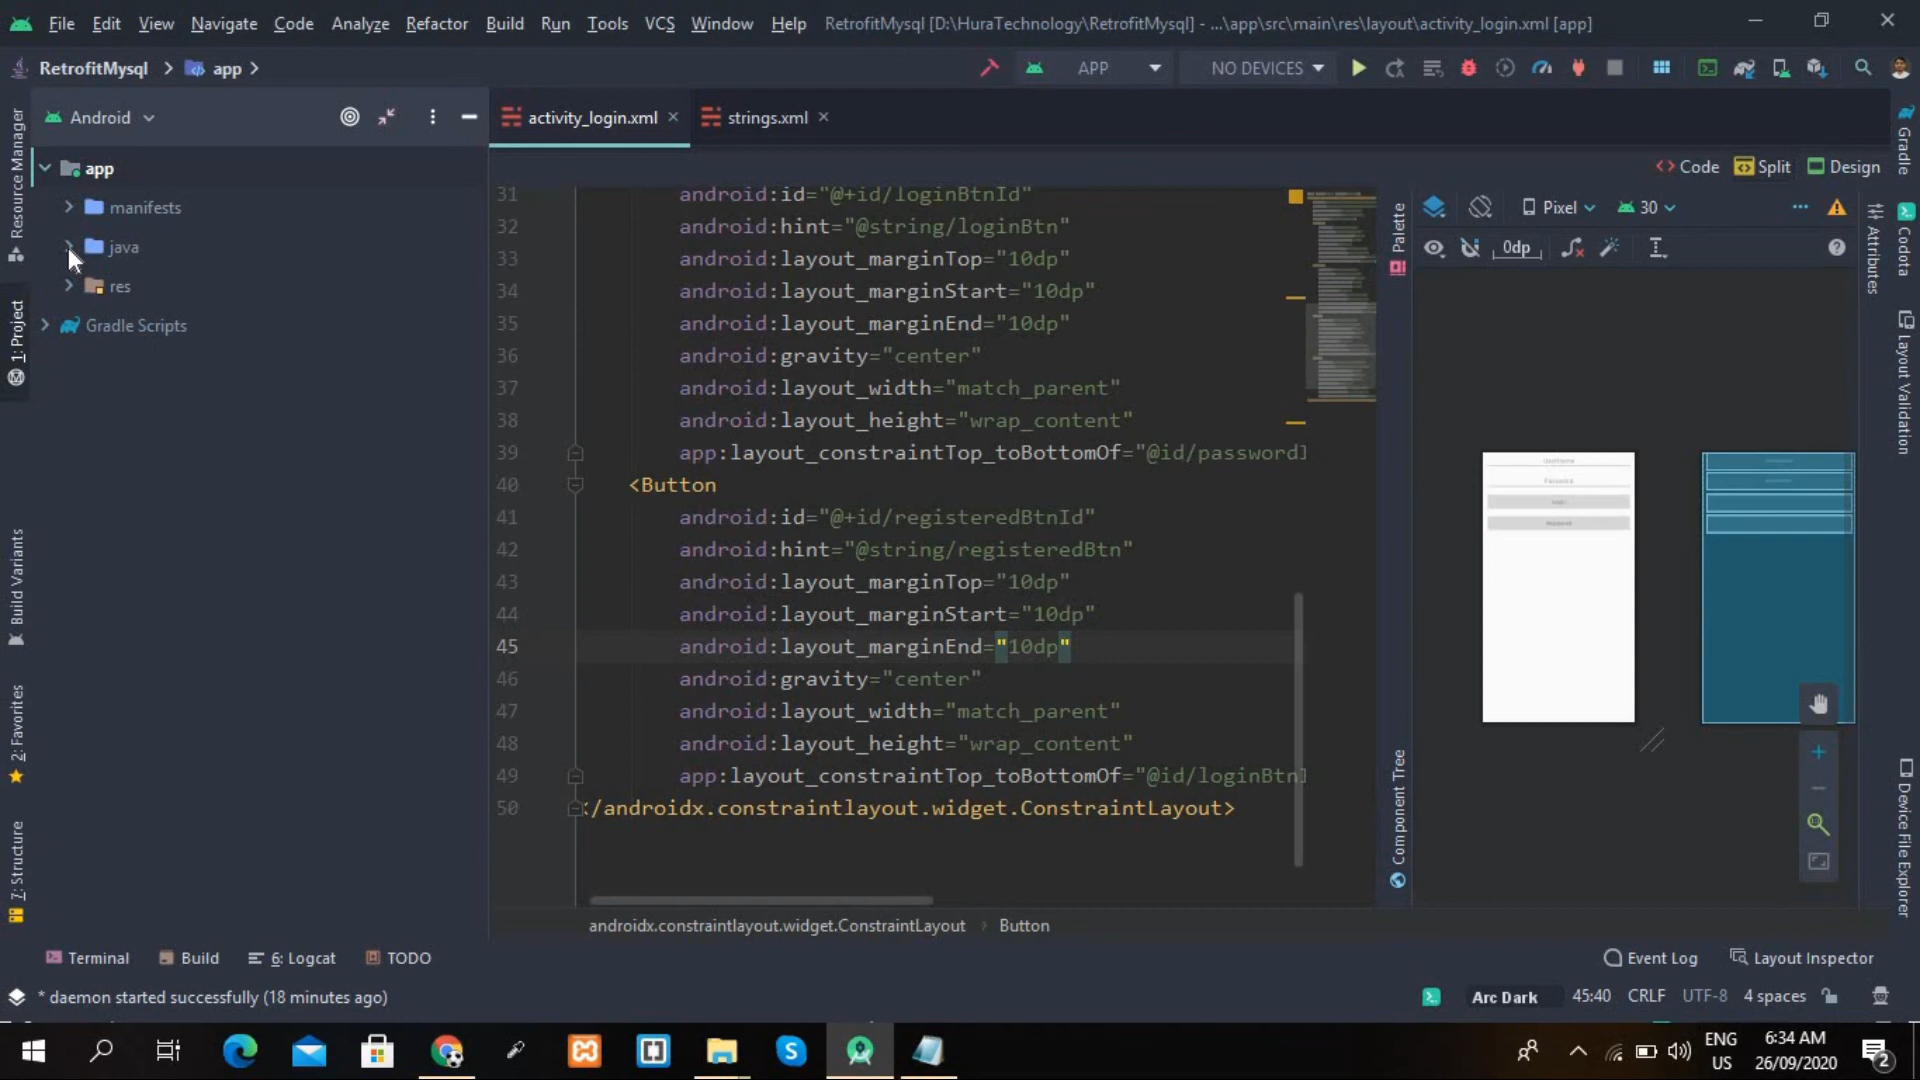 File Edit View Navigate Code Analyze Refactor Build Run Tools VCS Window Help RetrofitMysql [D:\HuraTechnology\RetrofitMysql] - ...\app\src\main\res\layout\activity_login.xml [app]
RetrofitMysql app APP NO DEVICES
Android
activity_login.xml strings.xml
app
manifests
java
res
Gradle Scripts
Code Split Design
Pixel 30
0dp
31 android:id="@+id/loginBtnId"
32 android:hint="@string/loginBtn"
33 android:layout_marginTop="10dp"
34 android:layout_marginStart="10dp"
35 android:layout_marginEnd="10dp"
36 android:gravity="center"
37 android:layout_width="match_parent"
38 android:layout_height="wrap_content"
39 app:layout_constraintTop_toBottomOf="@id/password
40 <Button
41 android:id="@+id/registeredBtnId"
42 android:hint="@string/registeredBtn"
43 android:layout_marginTop="10dp"
44 android:layout_marginStart="10dp"
45 android:layout_marginEnd="10dp"
46 android:gravity="center"
47 android:layout_width="match_parent"
48 android:layout_height="wrap_content"
49 app:layout_constraintTop_toBottomOf="@id/loginBtn
50 </androidx.constraintlayout.widget.ConstraintLayout>
androidx.constraintlayout.widget.ConstraintLayout Button
Resource Manager
1: Project
Build Variants
2: Favorites
7: Structure
Palette
Component Tree
Attributes
Gradle
Codota
Layout Validation
Device File Explorer
Terminal Build 6: Logcat TODO Event Log Layout Inspector
* daemon started successfully (18 minutes ago) Arc Dark 45:40 CRLF UTF-8 4 spaces
ENG
US
6:34 AM
26/09/2020
2